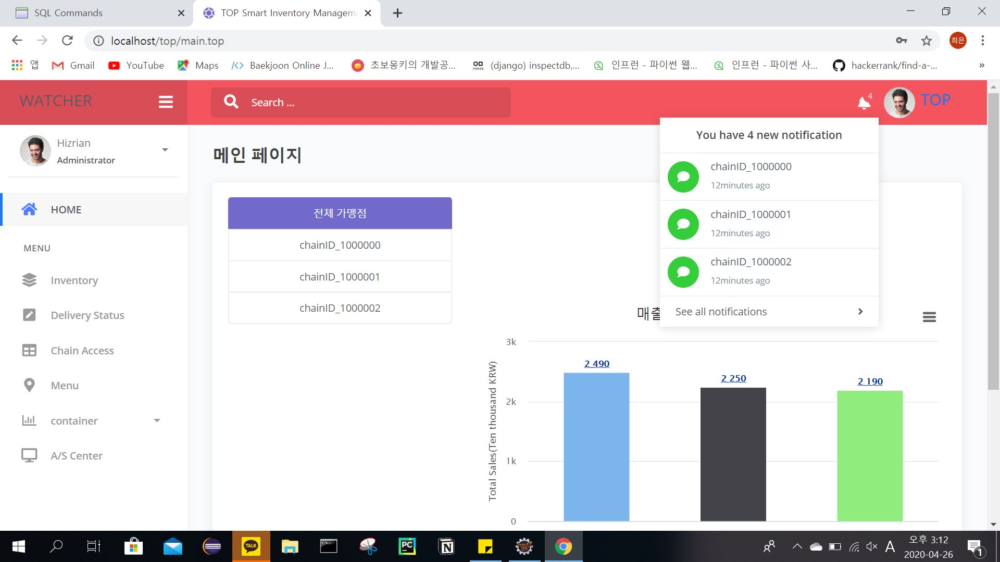 SQL Commands
TOP Smart Inventory Managem
localhost/top/main.top
희은
앱
Gmail
YouTube
Maps
Baekjoon Online J...
초보몽키의 개발공...
(django) inspectdb,...
인프런 - 파이썬 웹...
인프런 - 파이썬 사...
hackerrank/find-a-...
»
WATCHER
Search ...
4
TOP
Hizrian
Administrator
HOME
MENU
Inventory
Delivery Status
Chain Access
Menu
container
A/S Center
메인 페이지
전체 가맹점
chainID_1000000
chainID_1000001
chainID_1000002
You have 4 new notification
chainID_1000000
12minutes ago
chainID_1000001
12minutes ago
chainID_1000002
12minutes ago
See all notifications
매출
Total Sales(Ten thousand KRW)
3k
2k
1k
0
2 490
2 250
2 190
TALK
PC
N
Java EE
IDE
A
오후 3:12
2020-04-26
1